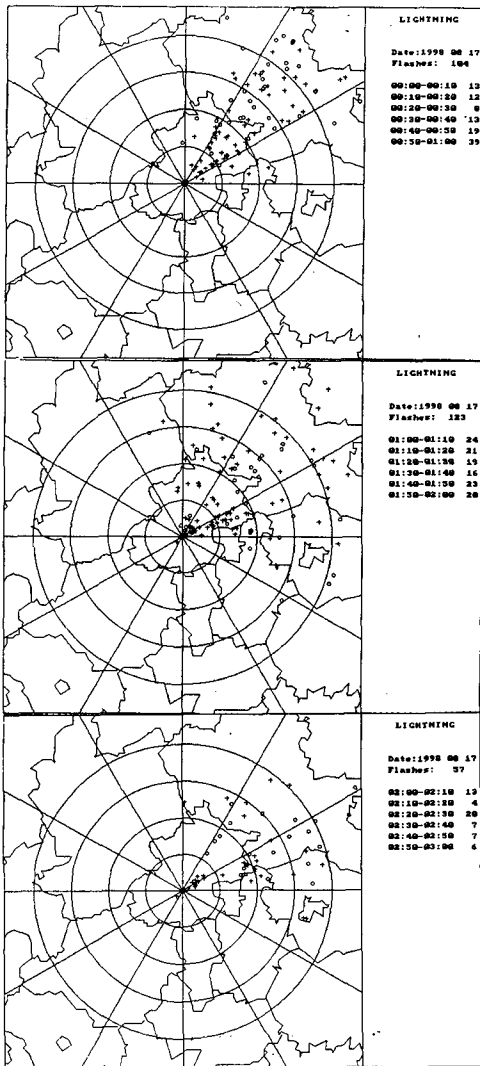 LIGHTNING
Date:1998 08 17
Flashes: 104
00:00-00:10 13
00:10-00:20 12
00:20-00:30 8
00:30-00:40 13
00:40-00:50 19
00:50-01:00 39
LIGHTNING
Date:1998 08 17
Flashes: 123
01:00-01:10 24
01:10-01:20 21
01:20-01:30 19
01:30-01:40 16
01:40-01:50 23
01:50-02:00 20
LIGHTNING
Date:1998 08 17
Flashes: 57
02:00-02:10 13
02:10-02:20 4
02:20-02:30 20
02:30-02:40 7
02:40-02:50 7
02:50-03:00 6